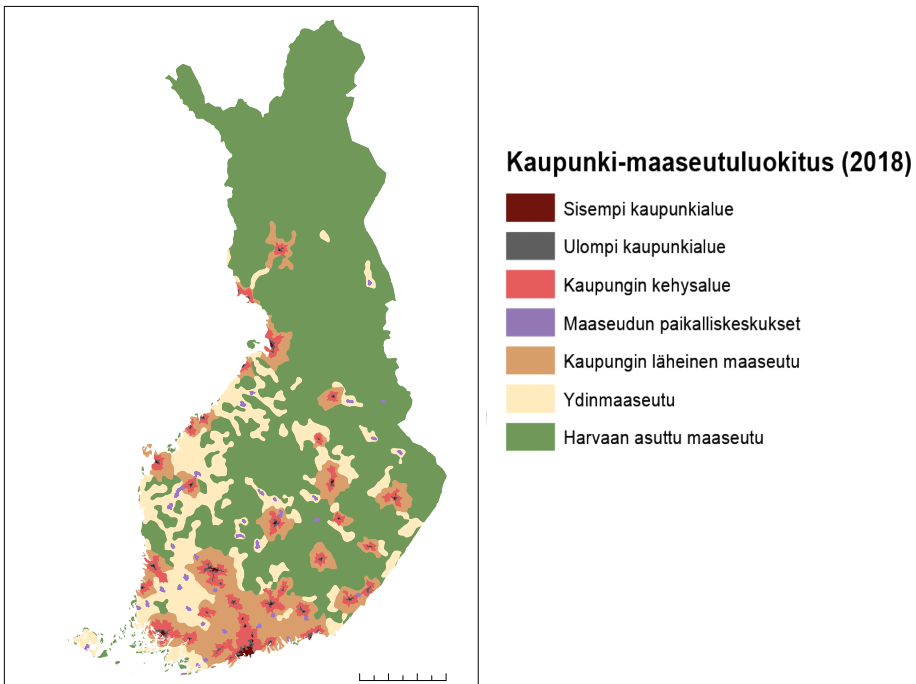 Kaupunki-maaseutuluokitus (2018)
Sisempi kaupunkialue
Ulompi kaupunkialue
Kaupungin kehysalue
Maaseudun paikalliskeskukset
Kaupungin läheinen maaseutu
Ydinmaaseutu
Harvaan asuttu maaseutu